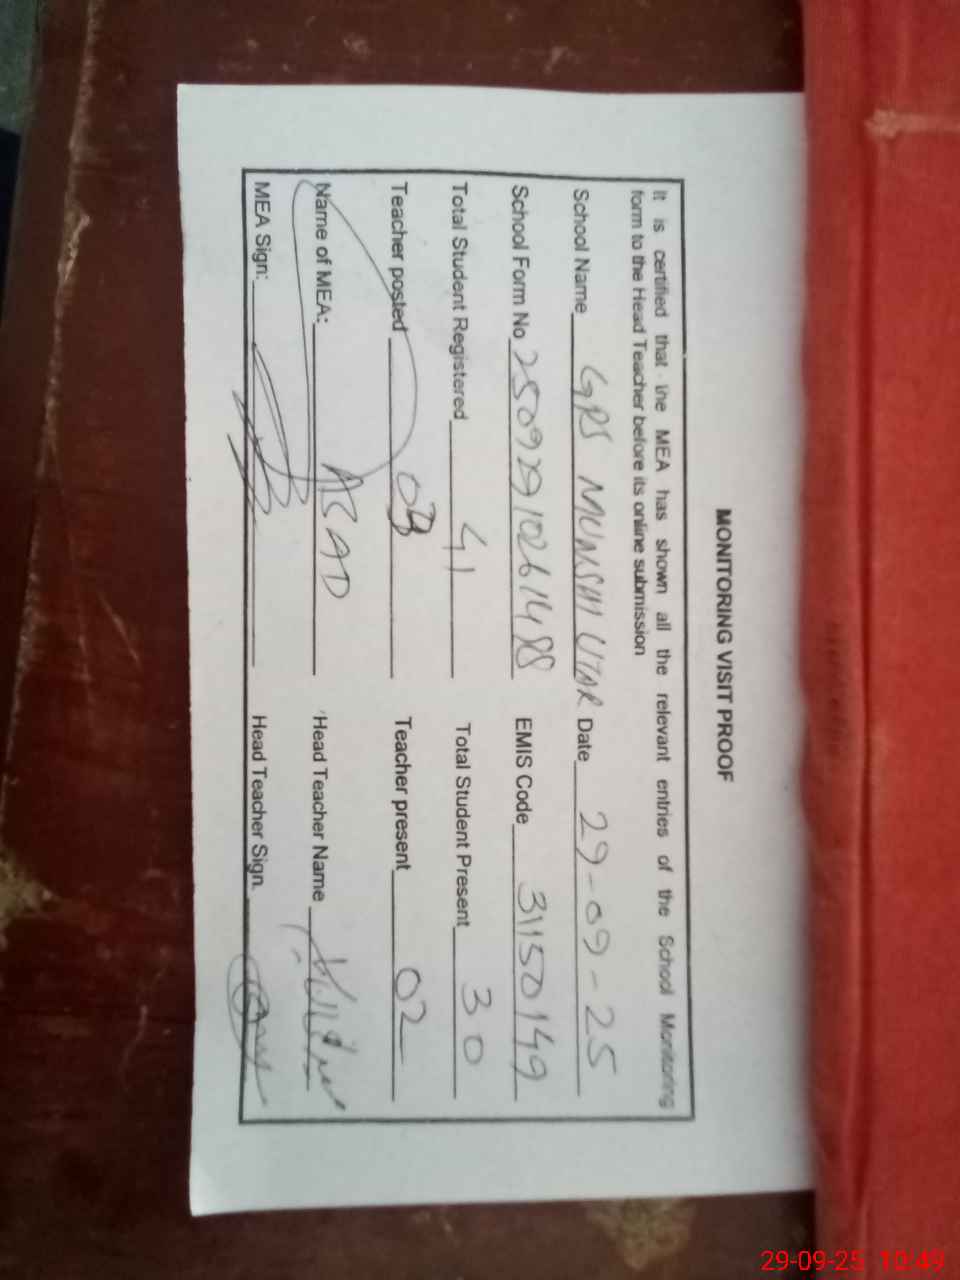 MONITORING VISIT PROOF
It is certified that the MEA has shown all the relevant entries of the School Monitoring
form to the Head Teacher before its online submission
School Name GPS MUNSHI UTAR Date 29-09-25
School Form No 25092910261488 EMIS Code 31150149
Total Student Registered 41 Total Student Present 30
Teacher posted Teacher present 02
Name of MEA: ASAD Head Teacher Name
MEA Sign: Head Teacher Sign.
29-09-25 10:49